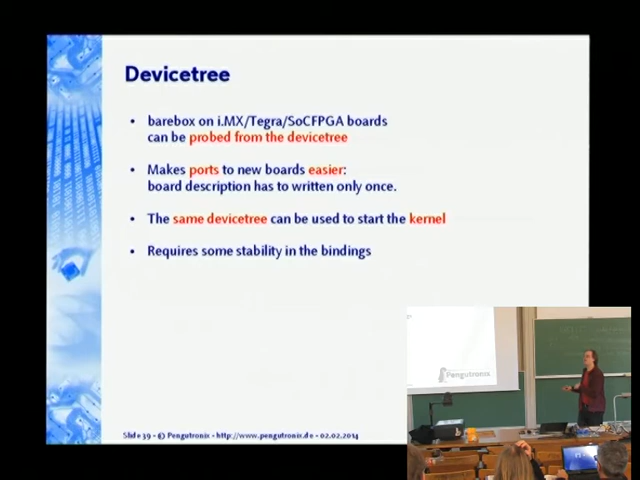 Devicetree
• barebox on i.MX/Tegra/SoCFPGA boards
can be probed from the devicetree
• Makes ports to new boards easier:
board description has to written only once.
• The same devicetree can be used to start the kernel
• Requires some stability in the bindings
Slide 39 - © Pengutronix - http://www.pengutronix.de - 02.02.2014
Pengutronix